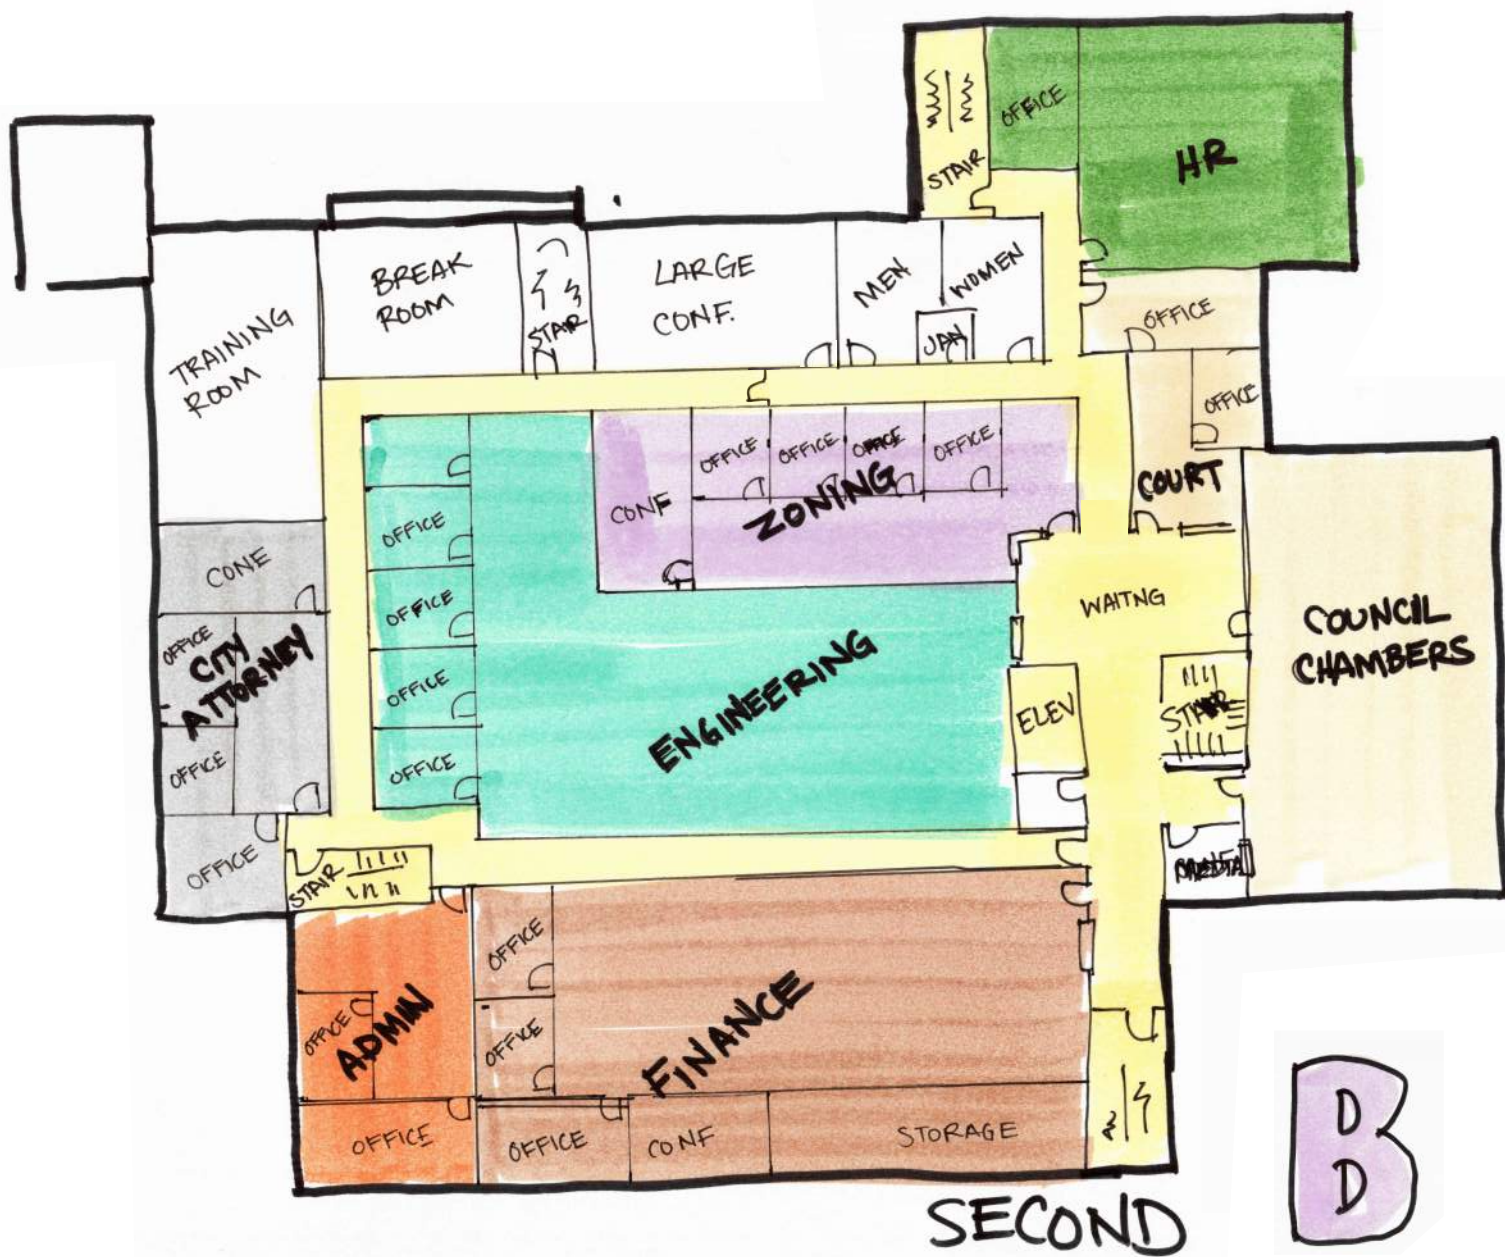 OFFICE
HR
STAIR
BREAK
ROOM
STAIR
LARGE
CONF.
MEN
WOMEN
JAN
OFFICE
TRAINING
ROOM
OFFICE
OFFICE
OFFICE
OFFICE
OFFICE
CONF
ZONING
COURT
OFFICE
CONE
OFFICE
WAITNG
OFFICE
CITY
ATTORNEY
COUNCIL
CHAMBERS
ENGINEERING
OFFICE
ELEV
STAIR
OFFICE
OFFICE
OFFICE
STAIR
OFFICE
OFFICE
ADMIN
OFFICE
FINANCE
OFFICE
OFFICE
CONF
STORAGE
SECOND
B
D
D